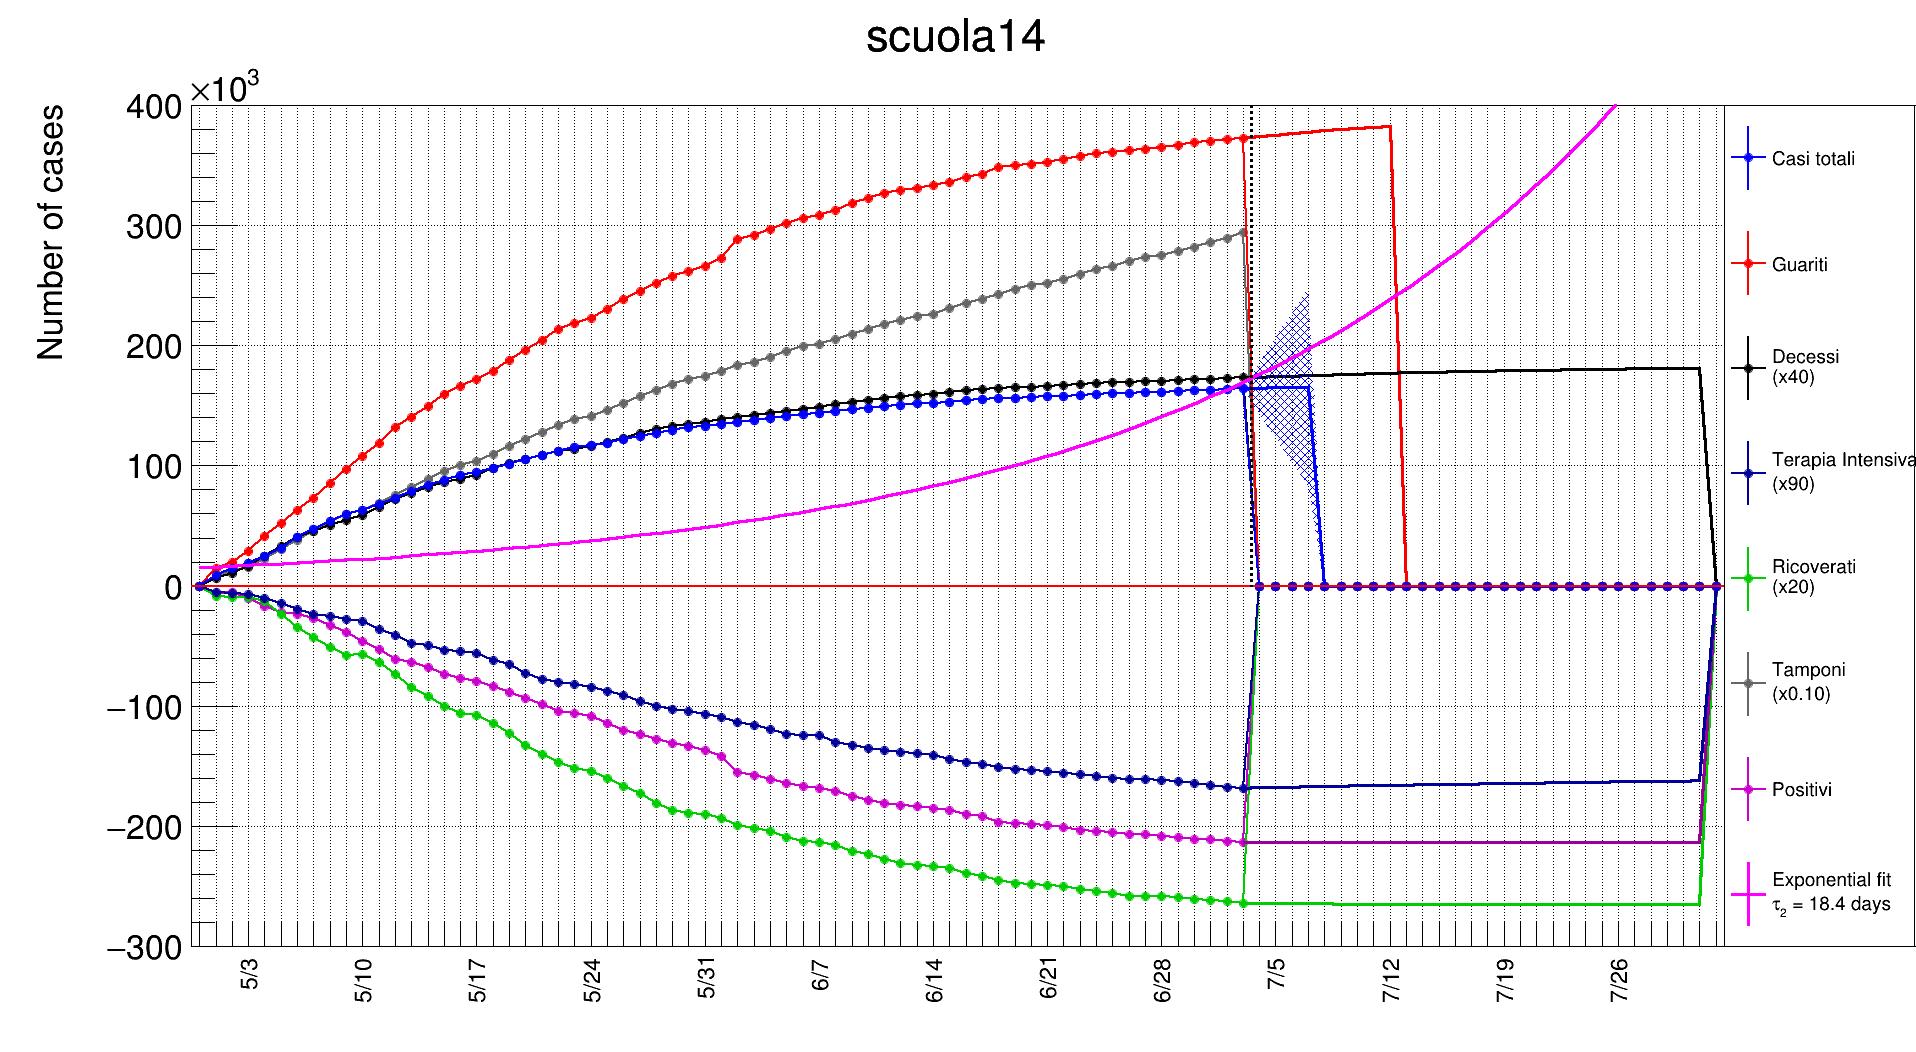 scuola14
×10³
Number of cases
400
300
200
100
0
−100
−200
−300
5/3
5/10
5/17
5/24
5/31
6/7
6/14
6/21
6/28
7/5
7/12
7/19
7/26
Casi totali
Guariti
Decessi
(x40)
Terapia Intensiva
(x90)
Ricoverati
(x20)
Tamponi
(x0.10)
Positivi
Exponential fit
τ₂ = 18.4 days